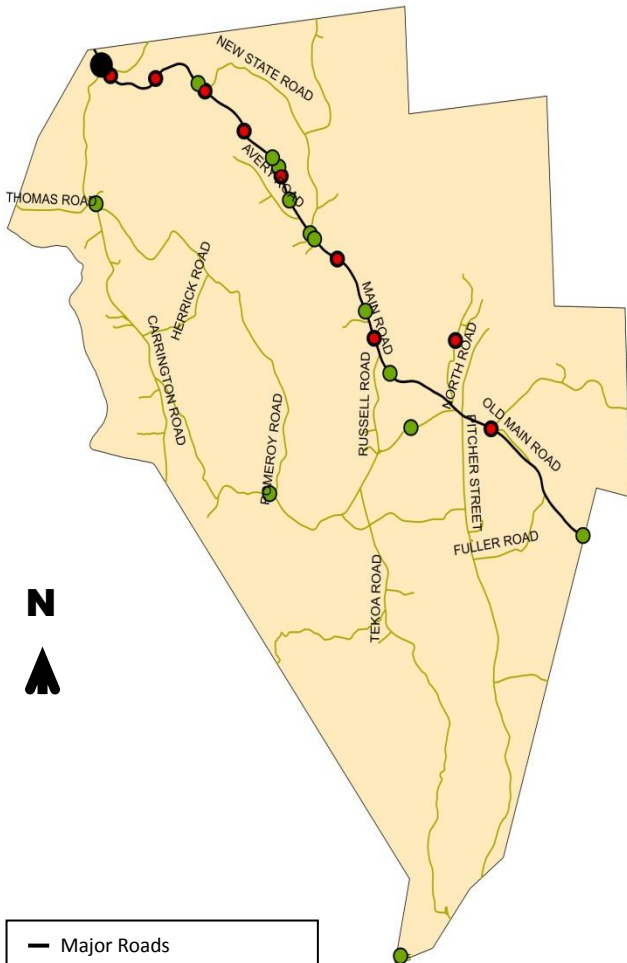 NEW STATE ROAD
AVERY ROAD
THOMAS ROAD
HERRICK ROAD
MAIN ROAD
CARRINGTON ROAD
NORTH ROAD
RUSSELL ROAD
OLD MAIN ROAD
POMEROY ROAD
PITCHER STREET
FULLER ROAD
TEKOA ROAD
N
Major Roads